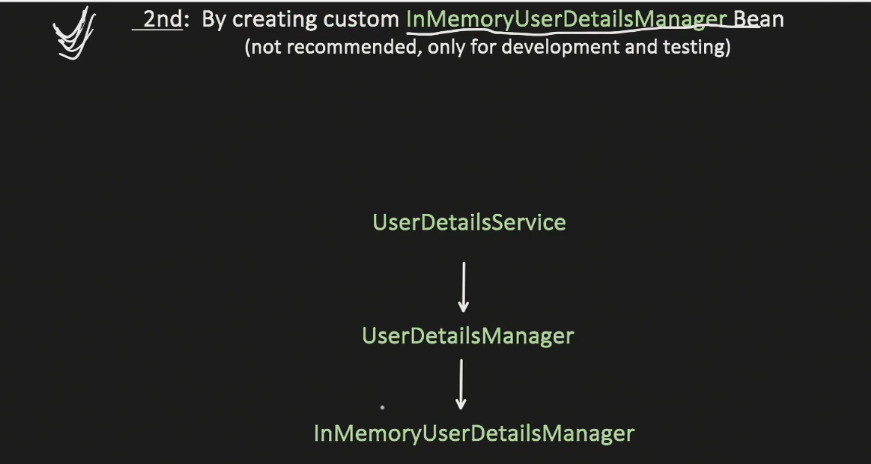 2nd: By creating custom InMemoryUserDetailsManager Bean
(not recommended, only for development and testing)
UserDetailsService
UserDetailsManager
InMemoryUserDetailsManager